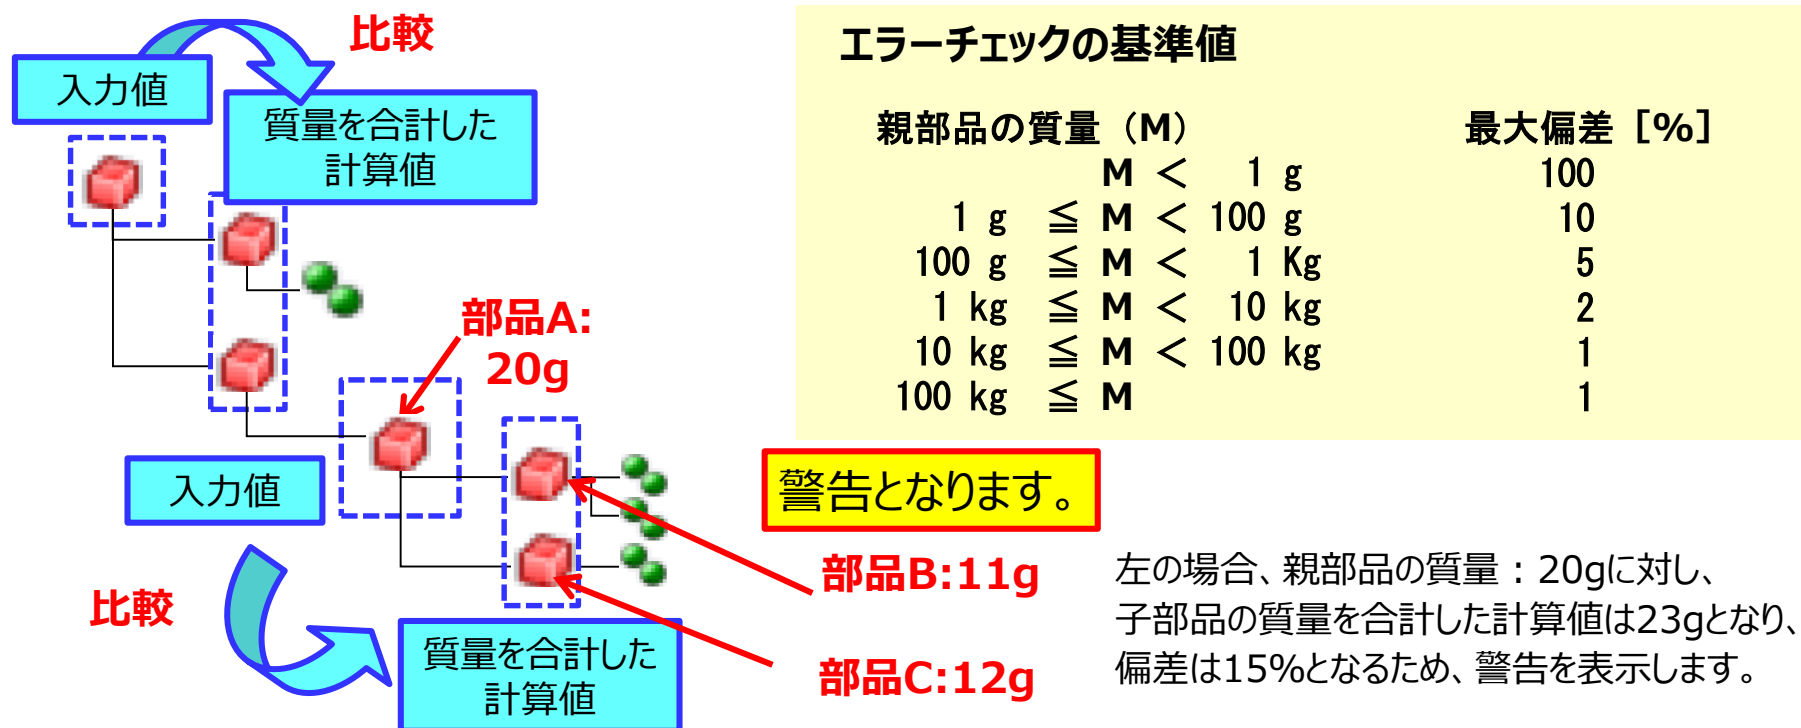 比較
入力値
質量を合計した
計算値
エラーチェックの基準値
親部品の質量（M） 最大偏差［%］
M ＜ 1 g 100
1 g ≦ M ＜ 100 g 10
100 g ≦ M ＜ 1 Kg 5
1 kg ≦ M ＜ 10 kg 2
10 kg ≦ M ＜ 100 kg 1
100 kg ≦ M 1
部品A:
20g
入力値
警告となります。
部品B:11g
部品C:12g
比較
質量を合計した
計算値
左の場合、親部品の質量：20gに対し、
子部品の質量を合計した計算値は23gとなり、
偏差は15%となるため、警告を表示します。